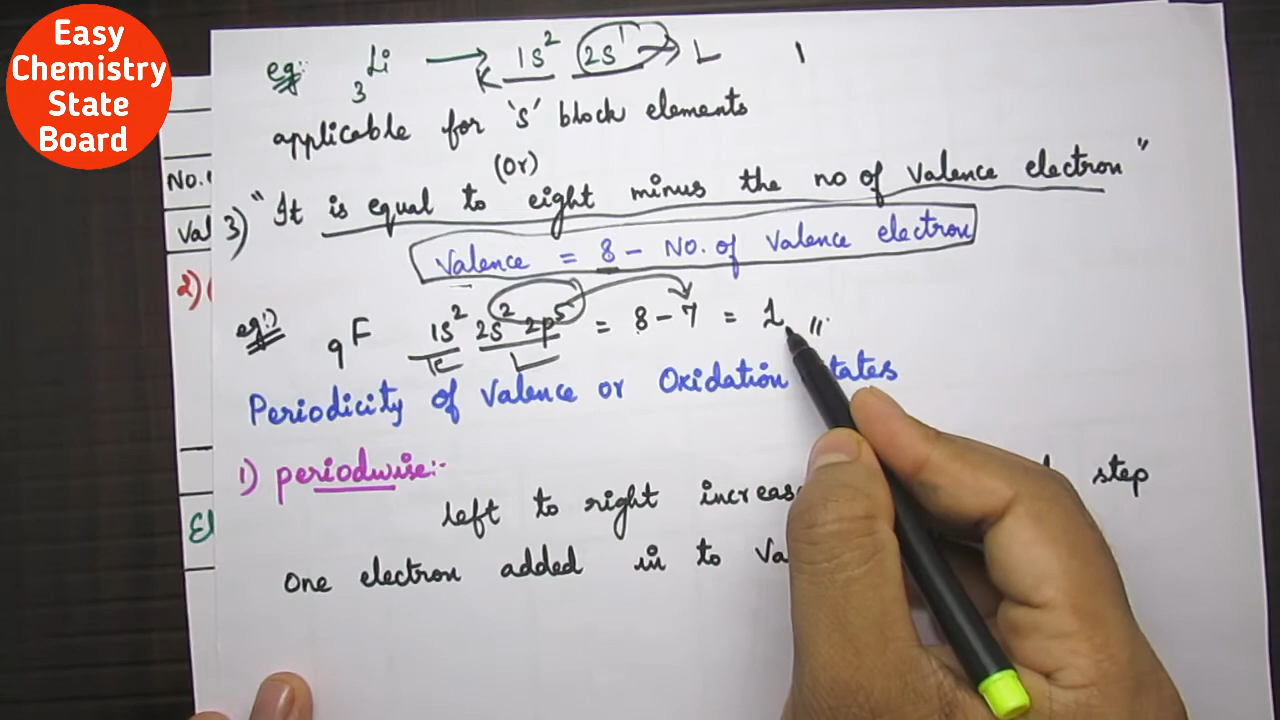 Easy
Chemistry
State
Board
eg: ₃Li → K 1s² 2s¹ → L 1
applicable for 's' block elements
(or)
3) "It is equal to eight minus the no of valence electron"
Valence = 8 - No. of Valence electron
eg:) ₉F 1s² 2s² 2p⁵ = 8 - 7 = 1 "
K L
Periodicity of Valence or Oxidation states
1) periodwise:-
left to right increase step
One electron added in to
No.
Val
2)